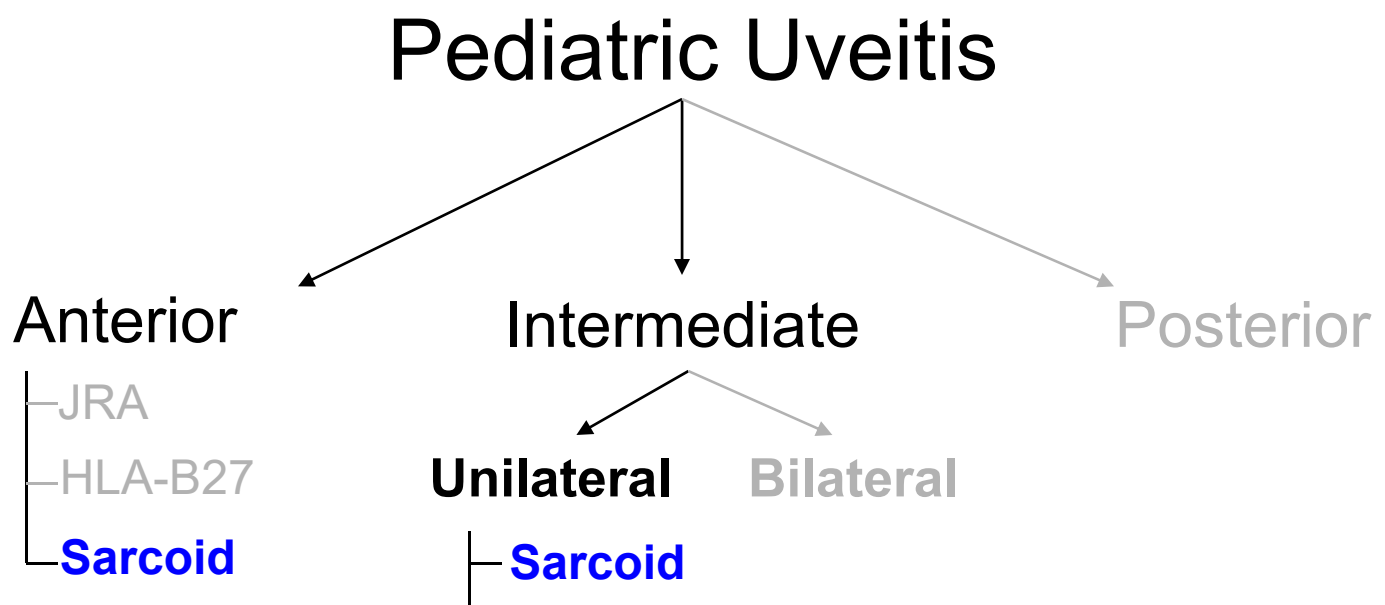 Pediatric Uveitis
Anterior
Intermediate
Posterior
JRA
HLA-B27
Sarcoid
Unilateral
Bilateral
Sarcoid